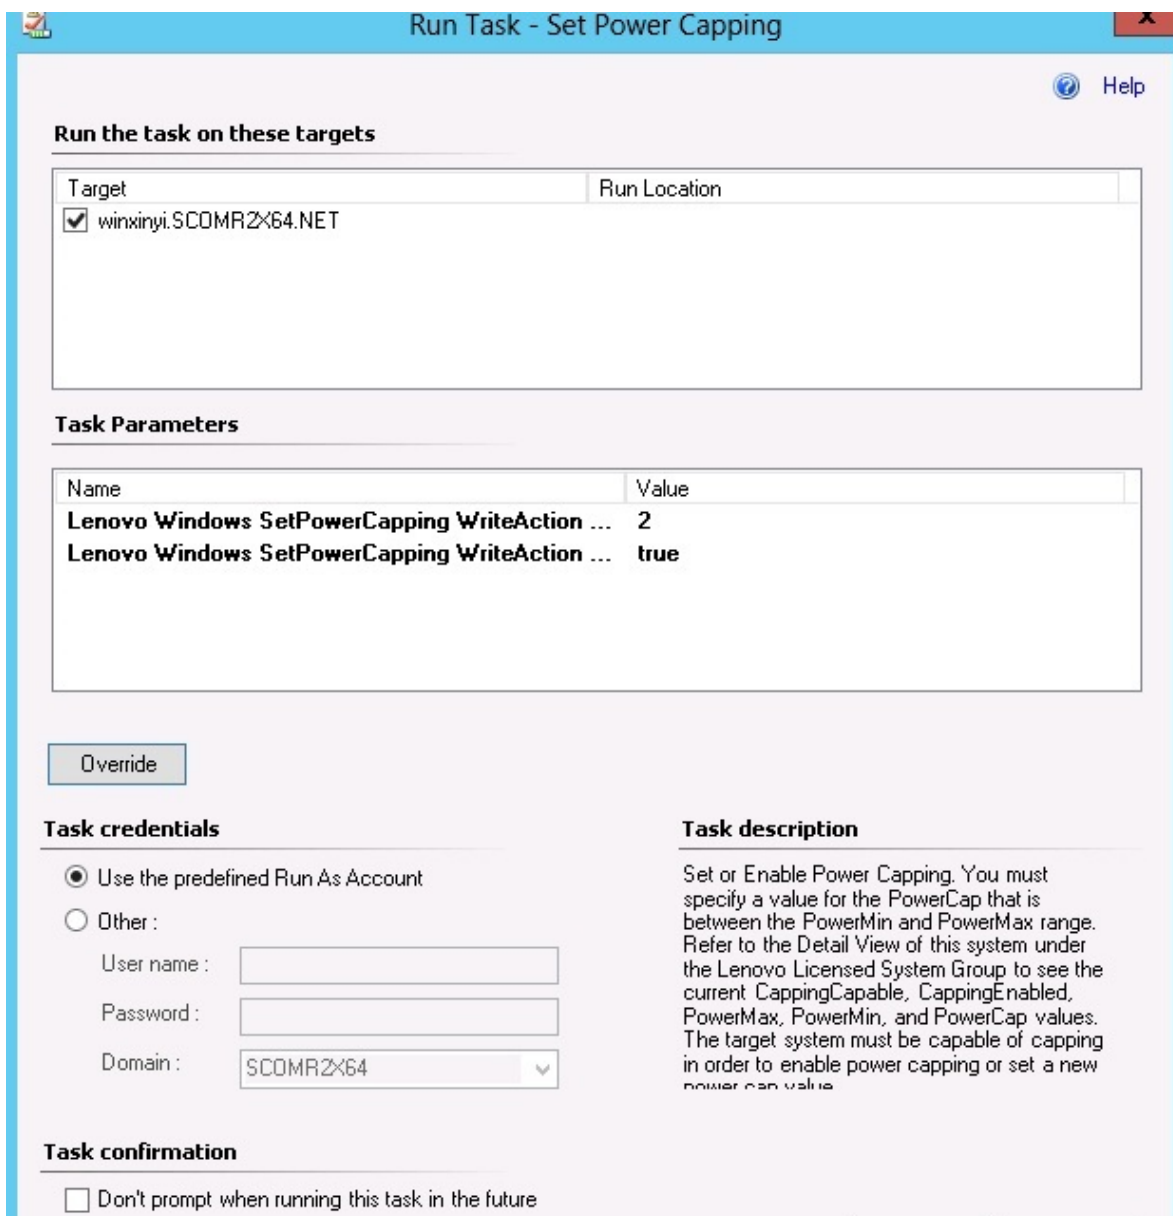 Run Task - Set Power Capping
x
Help
Run the task on these targets
Target Run Location
winxinyi.SCOMR2X64.NET
Task Parameters
Name Value
Lenovo Windows SetPowerCapping WriteAction ... 2
Lenovo Windows SetPowerCapping WriteAction ... true
Override
Task credentials
Use the predefined Run As Account
Other :
User name :
Password :
Domain : SCOMR2X64
Task description
Set or Enable Power Capping. You must
specify a value for the PowerCap that is
between the PowerMin and PowerMax range.
Refer to the Detail View of this system under
the Lenovo Licensed System Group to see the
current CappingCapable, CappingEnabled,
PowerMax, PowerMin, and PowerCap values.
The target system must be capable of capping
in order to enable power capping or set a new
power cap value
Task confirmation
Don't prompt when running this task in the future